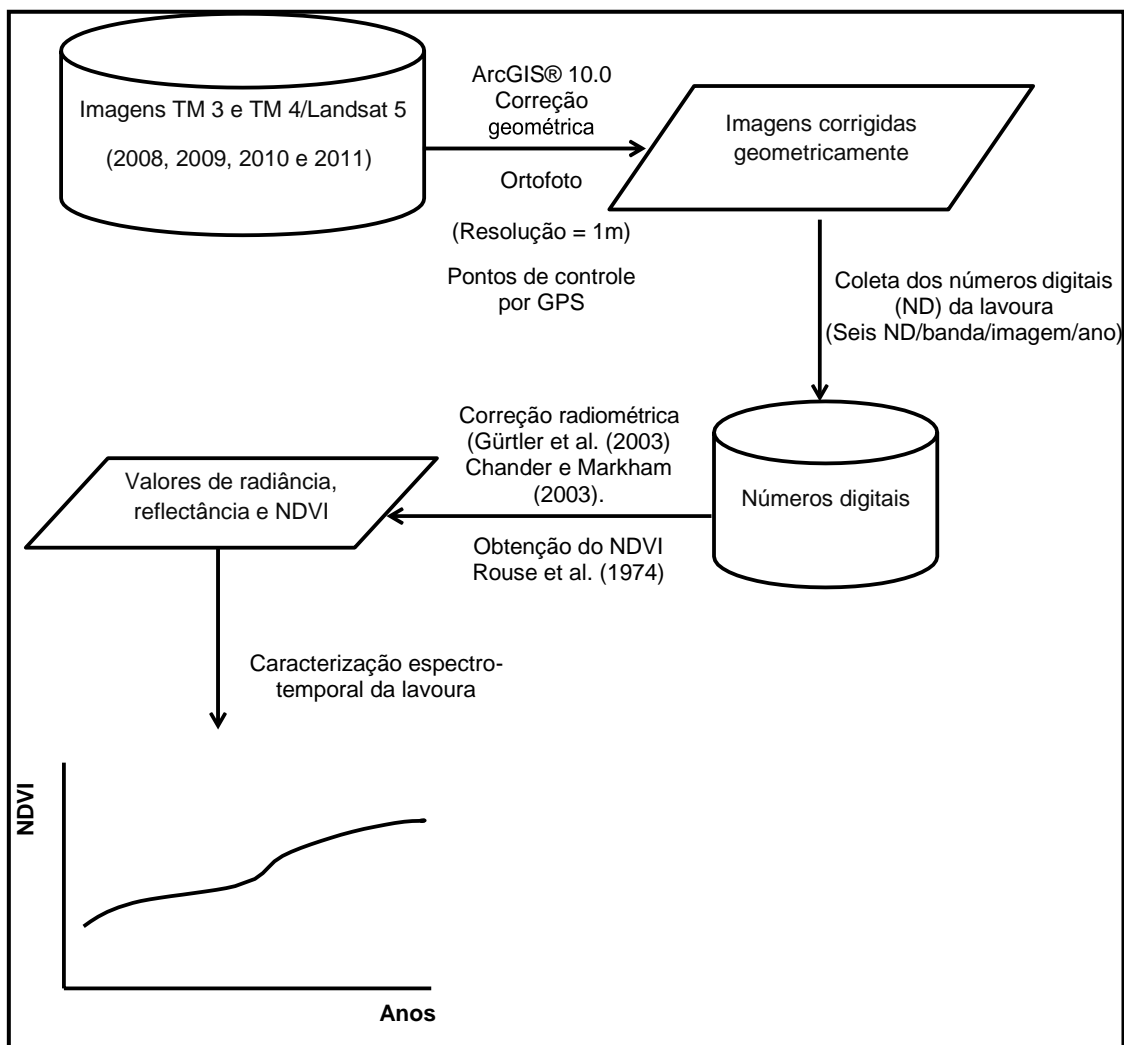 Imagens TM 3 e TM 4/Landsat 5
(2008, 2009, 2010 e 2011)
ArcGIS® 10.0
Correção
geométrica
Ortofoto
(Resolução = 1m)
Pontos de controle
por GPS
Imagens corrigidas
geometricamente
Coleta dos números digitais
(ND) da lavoura
(Seis ND/banda/imagem/ano)
Números digitais
Correção radiométrica
(Gürtler et al. (2003)
Chander e Markham
(2003).
Obtenção do NDVI
Rouse et al. (1974)
Valores de radiância,
reflectância e NDVI
Caracterização espectro-
temporal da lavoura
NDVI
Anos